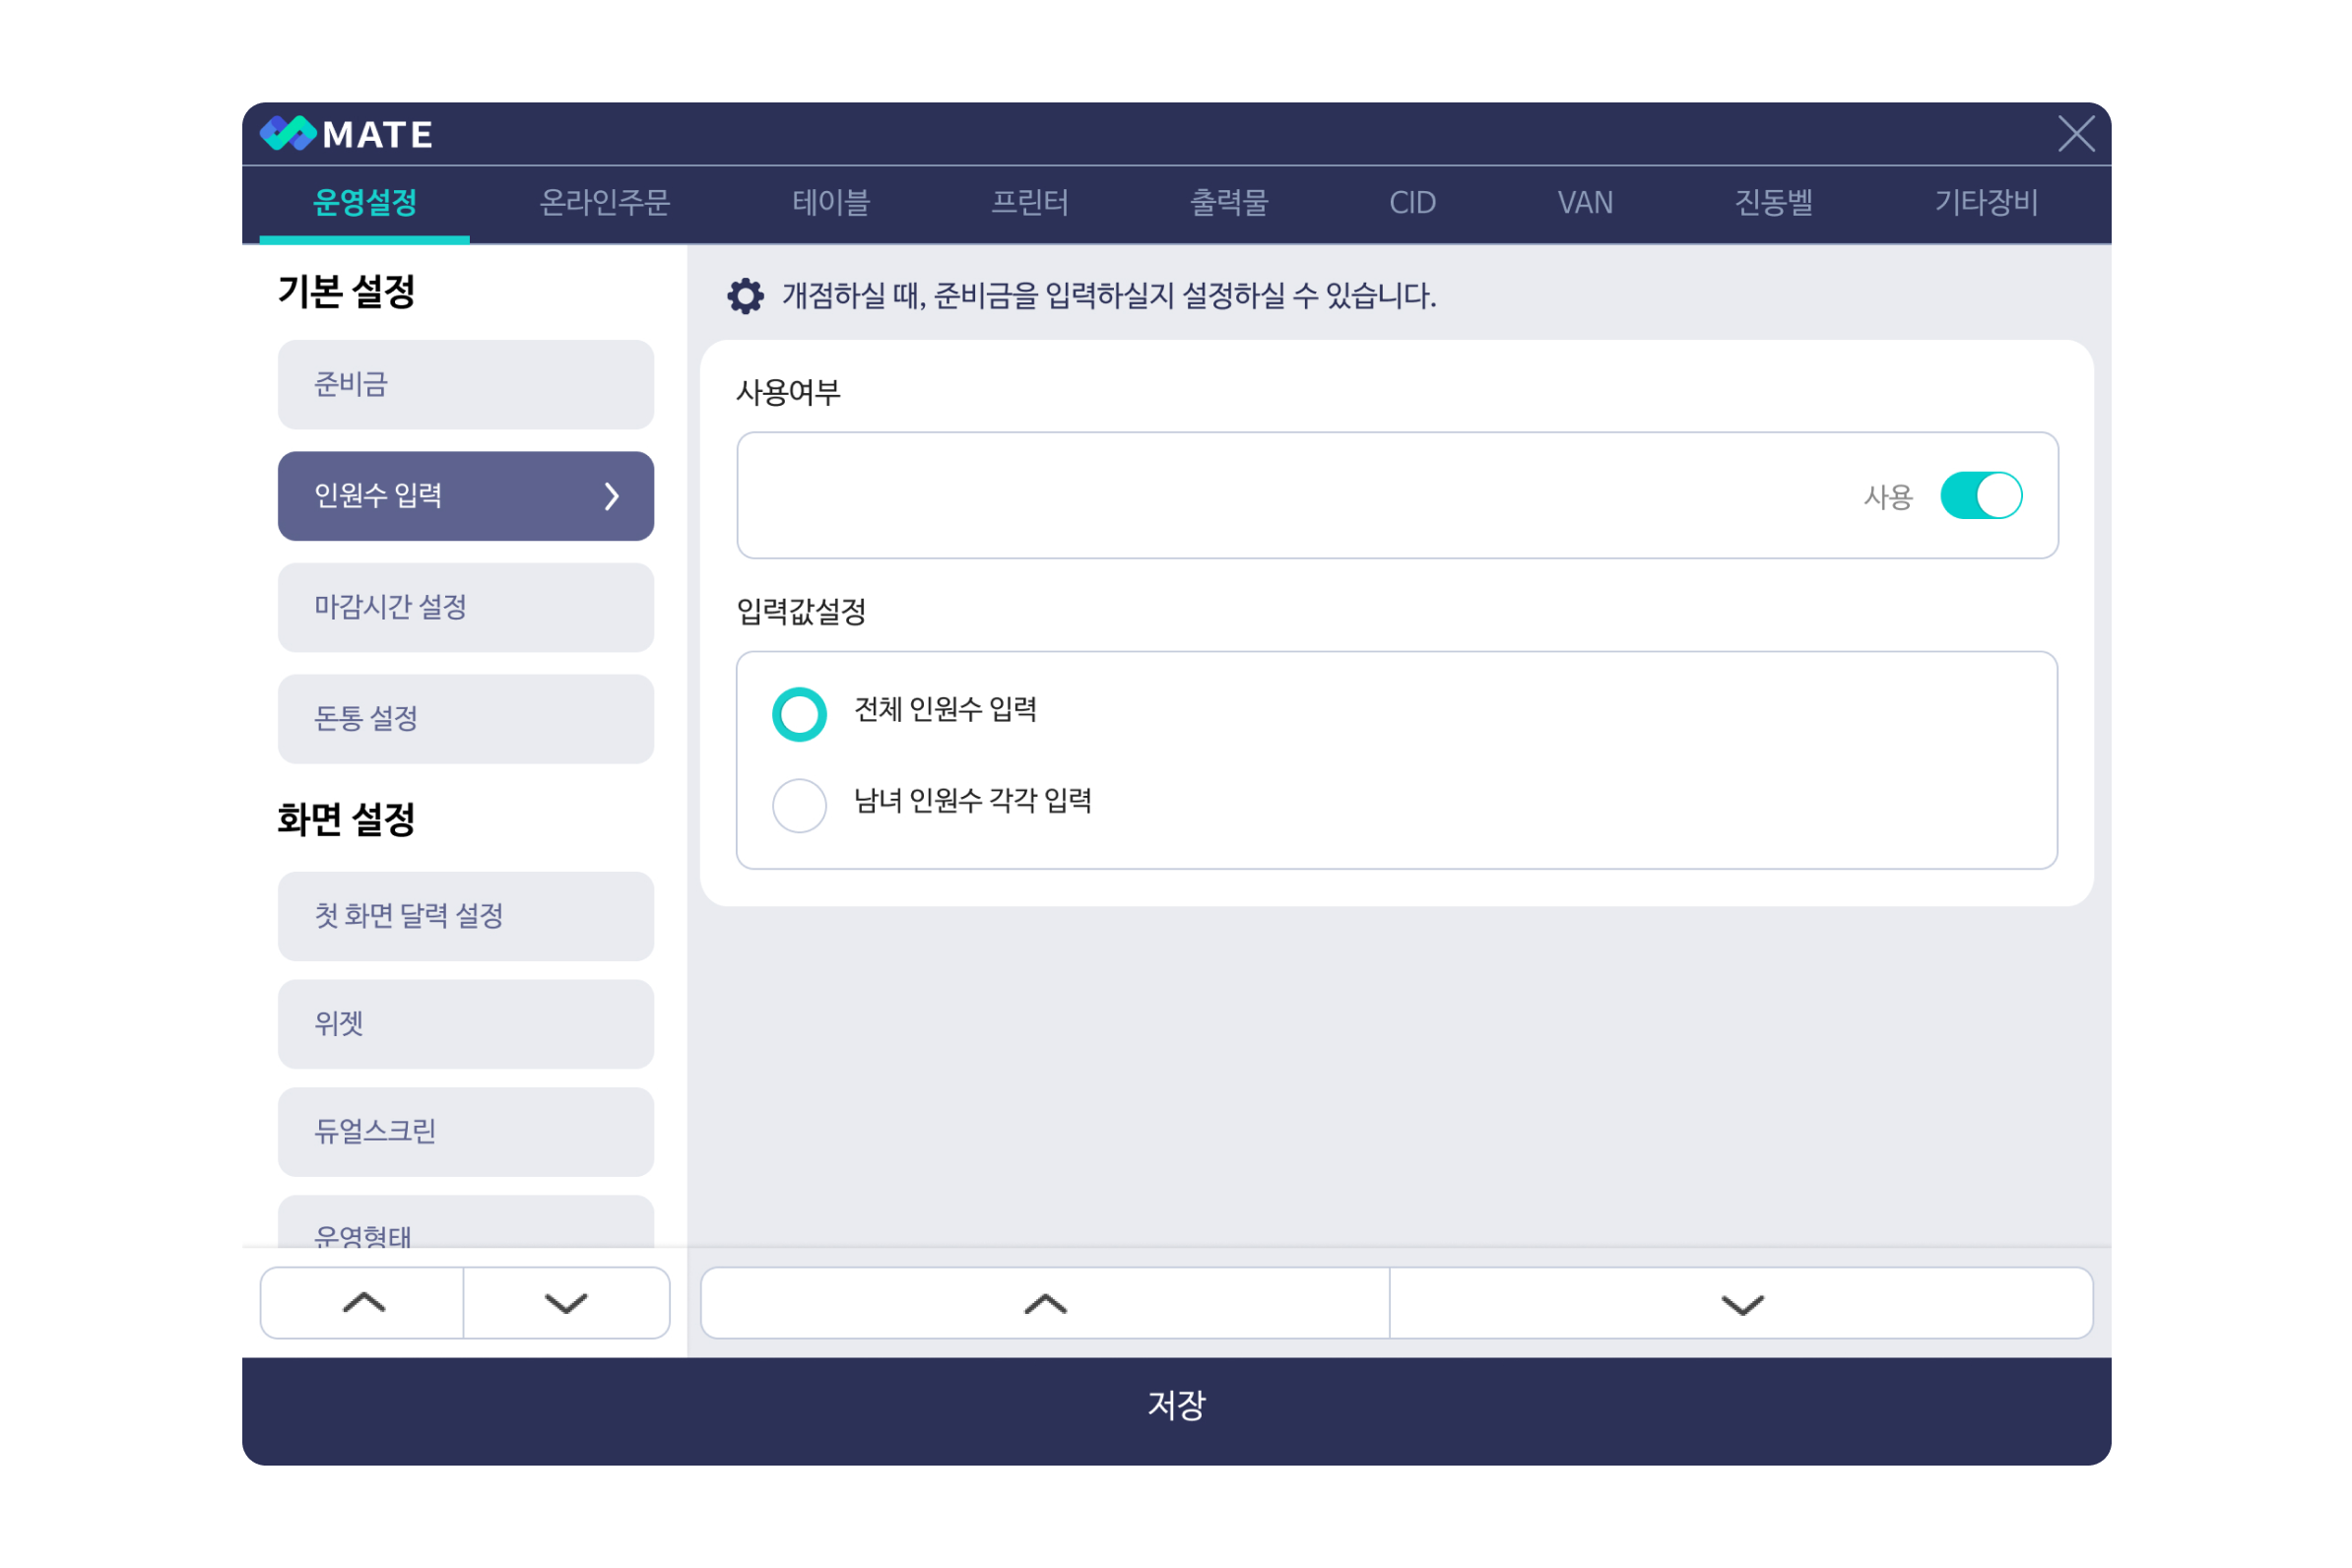 MATE
운영설정 온라인주문 테이블 프린터 출력물 CID VAN 진동벨 기타장비
기본 설정
준비금
인원수 입력
마감시간 설정
돈통 설정
화면 설정
첫 화면 달력 설정
위젯
듀얼스크린
운영형태
개점하실 때, 준비금을 입력하실지 설정하실 수 있습니다.
사용여부
사용
입력값설정
전체 인원수 입력
남녀 인원수 각각 입력
저장